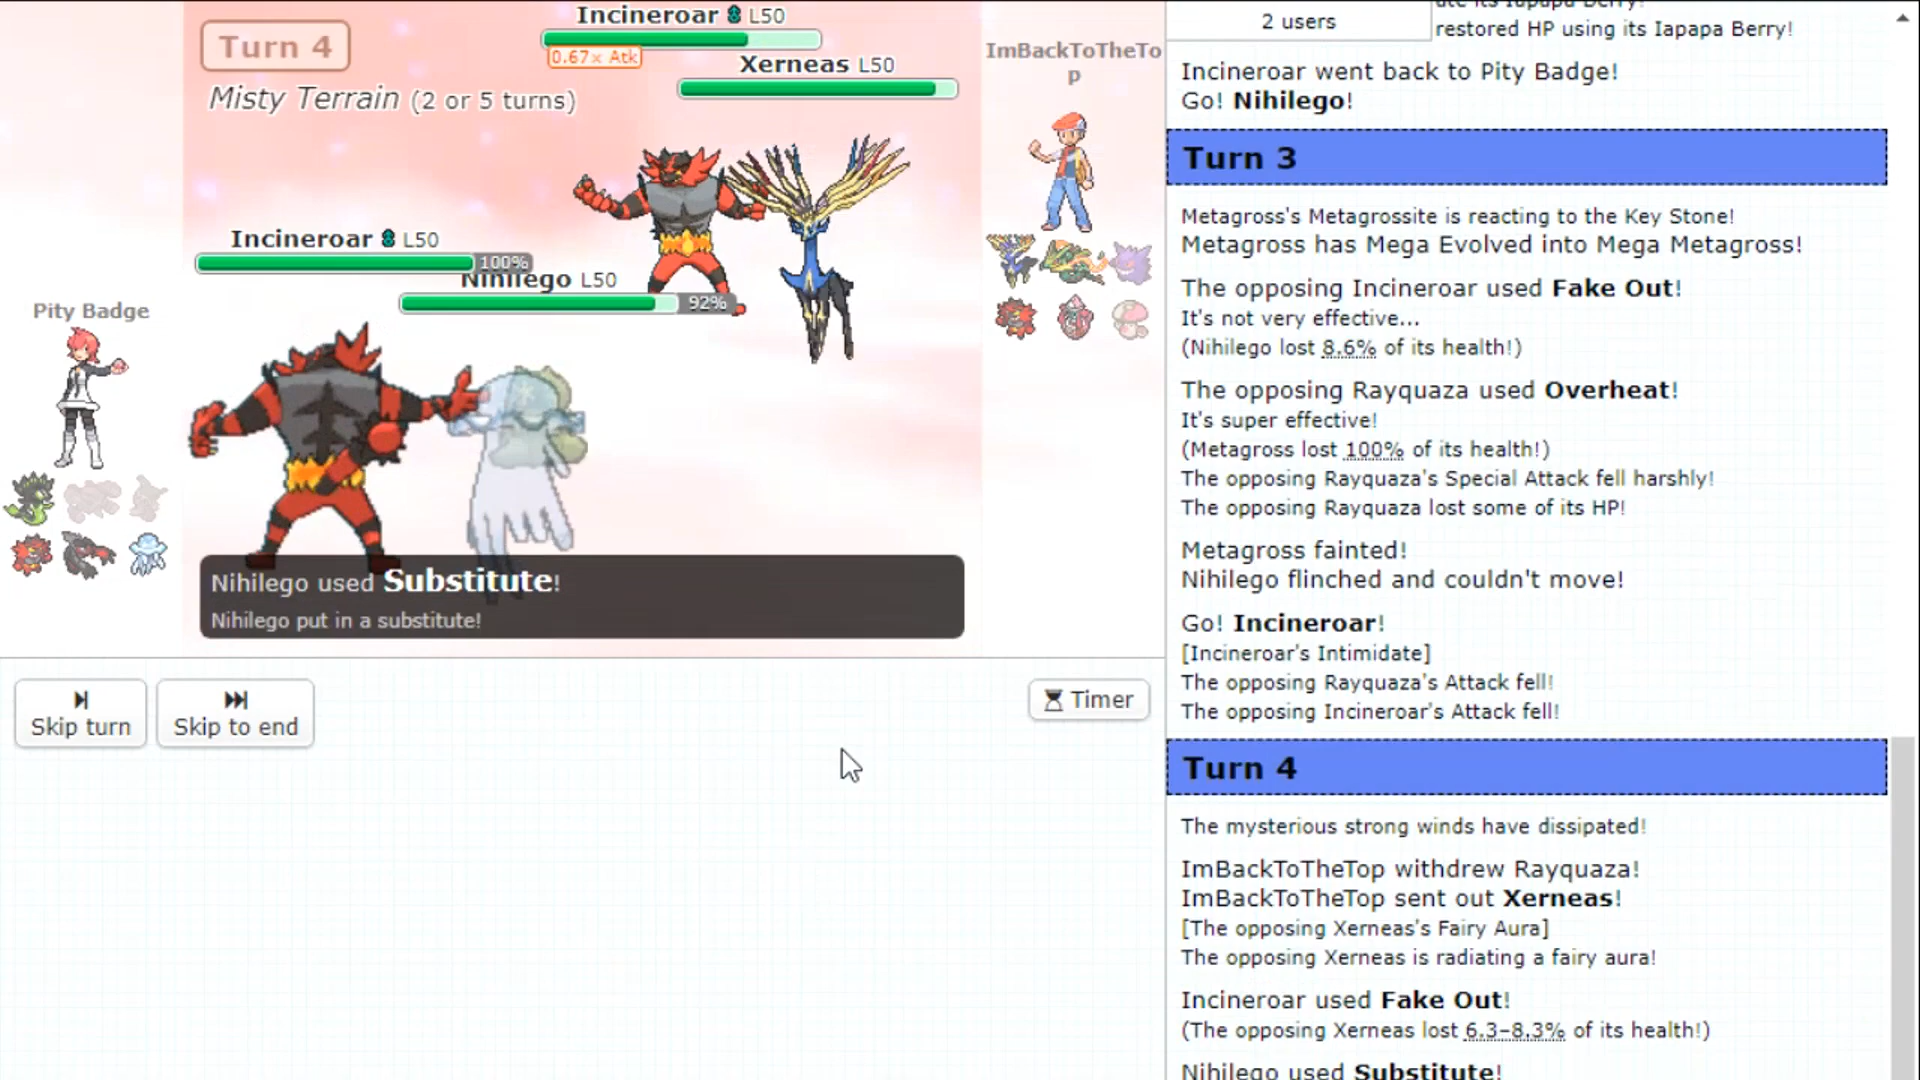 Turn 4
Misty Terrain (2 or 5 turns)
Incineroar L50
0.67× Atk
Xerneas L50
ImBackToTheTo
p
Incineroar L50
100%
Nihilego L50
92%
Pity Badge
Nihilego used Substitute!
Nihilego put in a substitute!
Skip turn
Skip to end
Timer
2 users
ate its Iapapa Berry!
restored HP using its Iapapa Berry!
Incineroar went back to Pity Badge!
Go! Nihilego!
Turn 3
Metagross's Metagrossite is reacting to the Key Stone!
Metagross has Mega Evolved into Mega Metagross!
The opposing Incineroar used Fake Out!
It's not very effective...
(Nihilego lost 8.6% of its health!)
The opposing Rayquaza used Overheat!
It's super effective!
(Metagross lost 100% of its health!)
The opposing Rayquaza's Special Attack fell harshly!
The opposing Rayquaza lost some of its HP!
Metagross fainted!
Nihilego flinched and couldn't move!
Go! Incineroar!
[Incineroar's Intimidate]
The opposing Rayquaza's Attack fell!
The opposing Incineroar's Attack fell!
Turn 4
The mysterious strong winds have dissipated!
ImBackToTheTop withdrew Rayquaza!
ImBackToTheTop sent out Xerneas!
[The opposing Xerneas's Fairy Aura]
The opposing Xerneas is radiating a fairy aura!
Incineroar used Fake Out!
(The opposing Xerneas lost 6.3–8.3% of its health!)
Nihilego used Substitute!